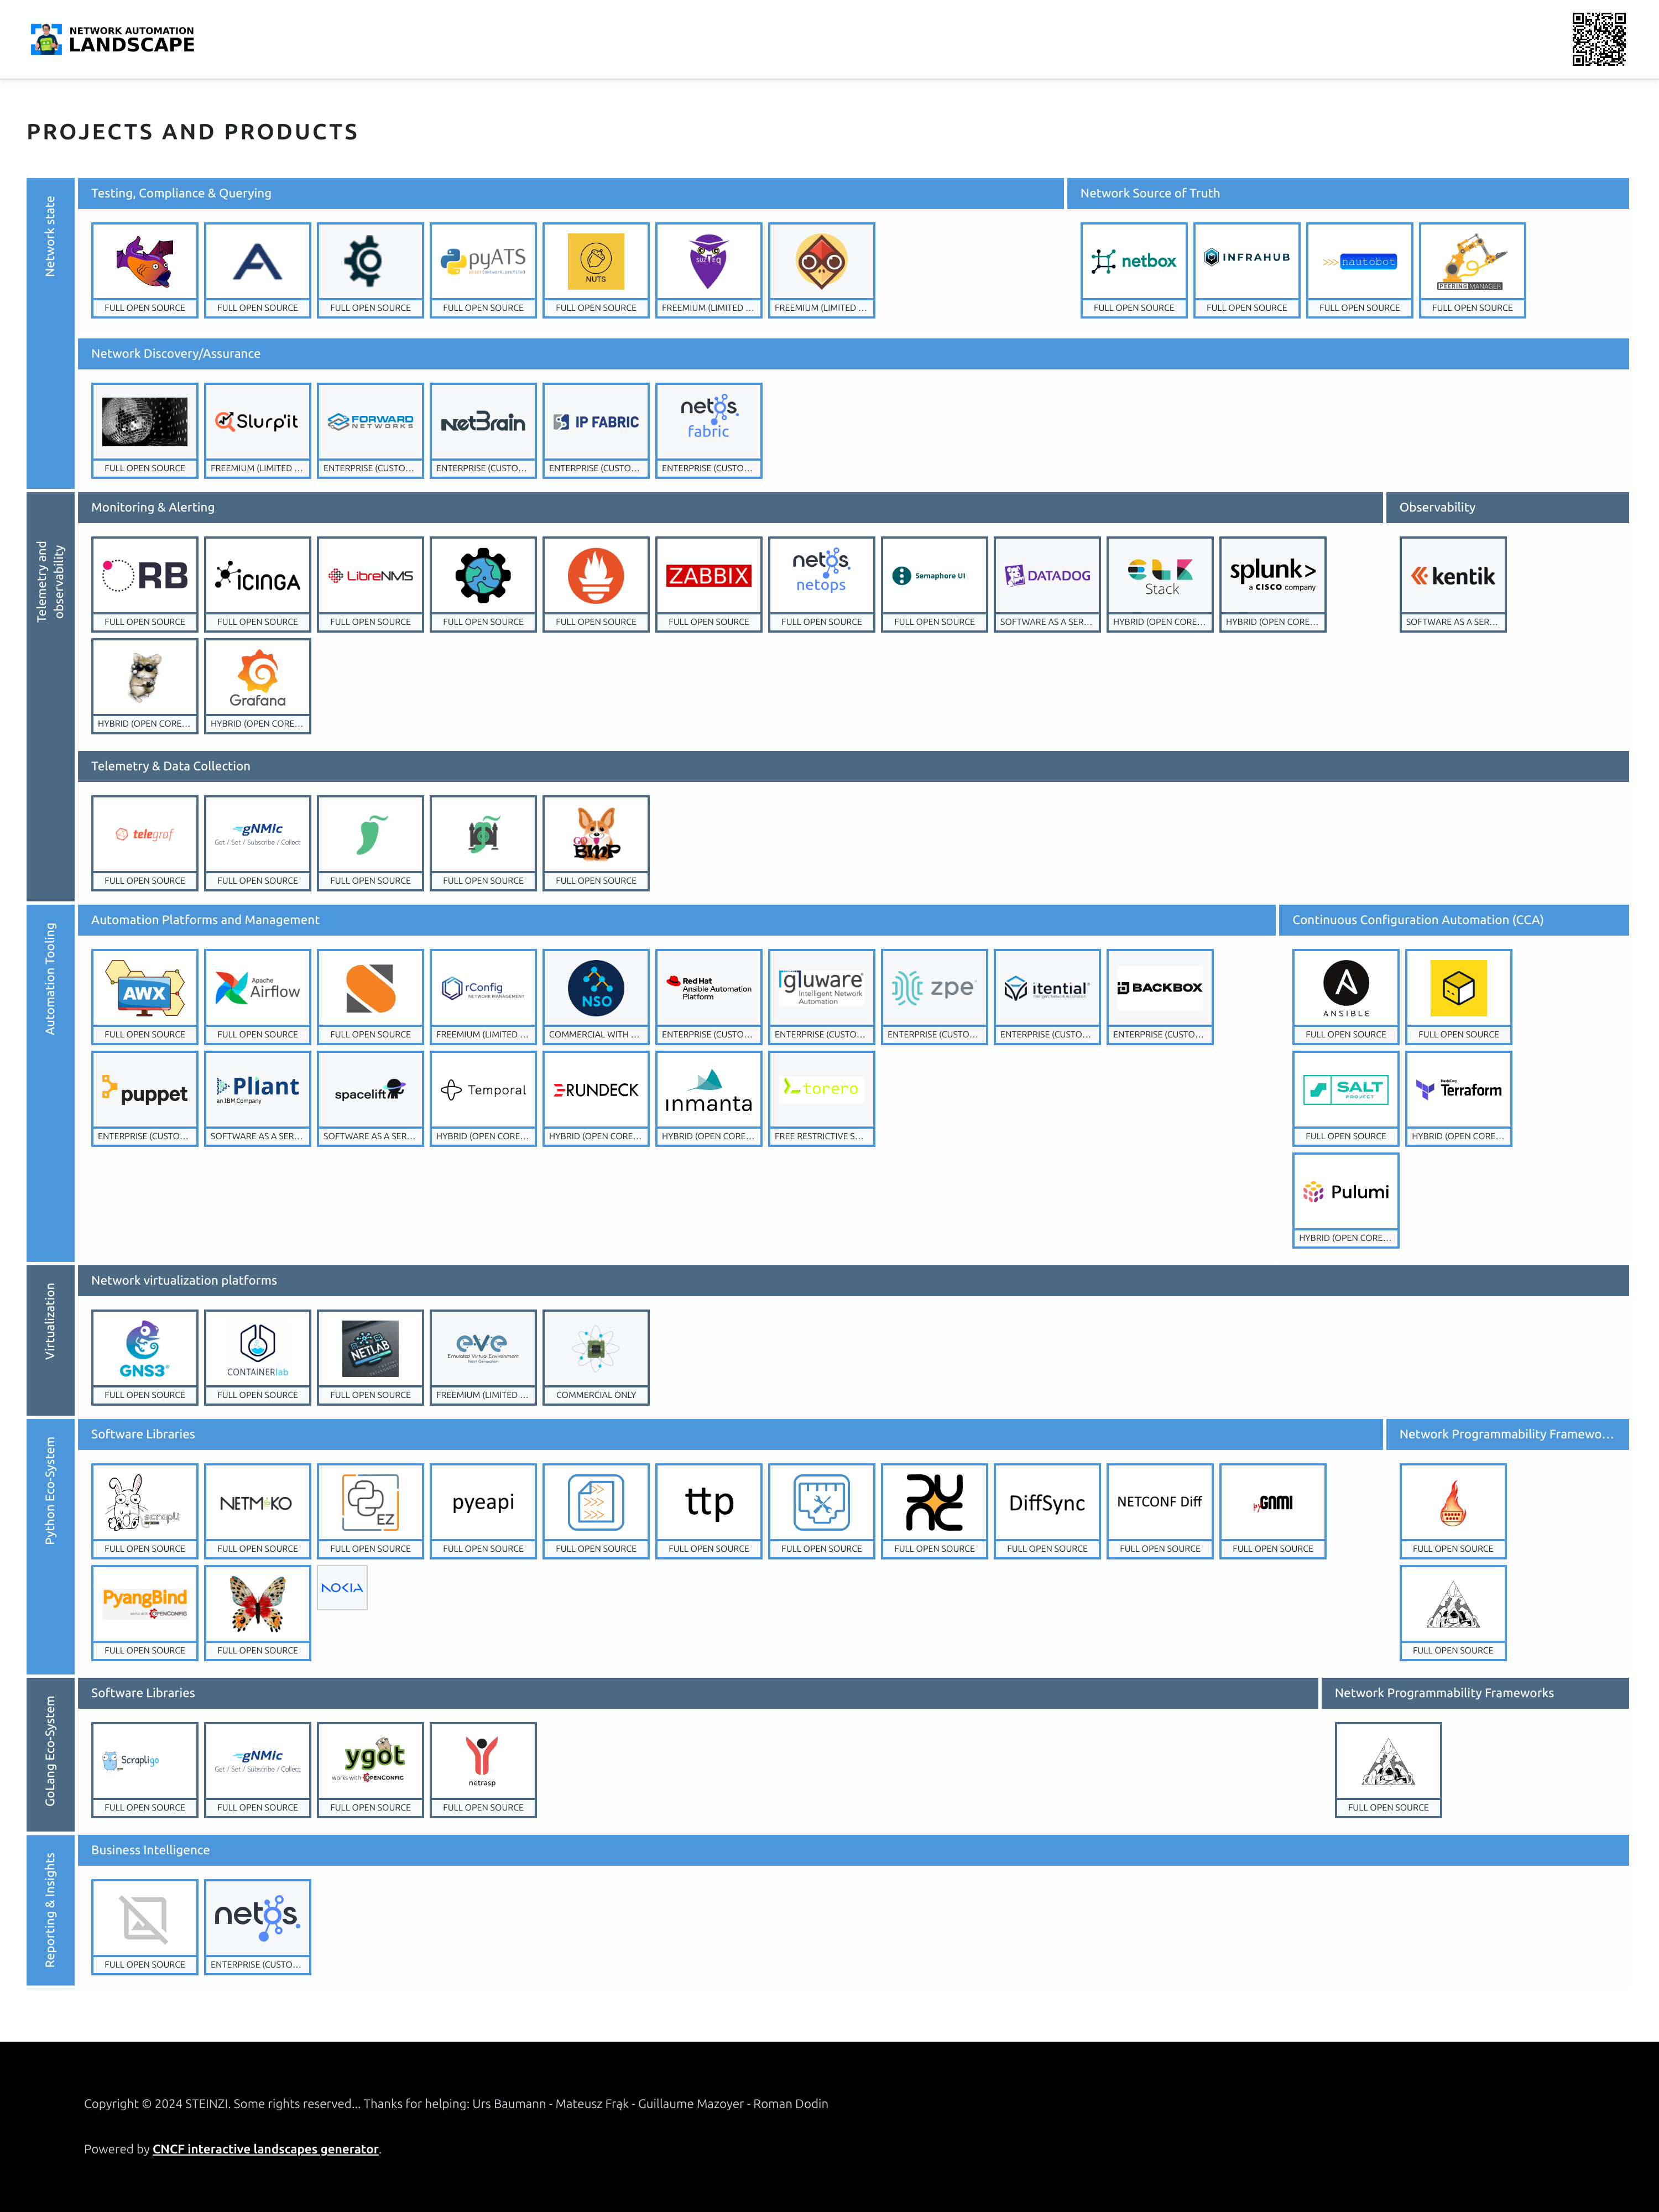 NETWORK AUTOMATION
LANDSCAPE
PROJECTS AND PRODUCTS
Network state
Testing, Compliance & Querying
pyATS
NUTS
SUZIEQ
FULL OPEN SOURCE
FULL OPEN SOURCE
FULL OPEN SOURCE
FULL OPEN SOURCE
FULL OPEN SOURCE
FREEMIUM (LIMITED ...
FREEMIUM (LIMITED ...
Network Source of Truth
netbox
INFRAHUB
>>> nautobot
PEERING MANAGER
FULL OPEN SOURCE
FULL OPEN SOURCE
FULL OPEN SOURCE
FULL OPEN SOURCE
Network Discovery/Assurance
Slurp'it
FORWARD NETWORKS
NetBrain
IP FABRIC
netos fabric
FULL OPEN SOURCE
FREEMIUM (LIMITED ...
ENTERPRISE (CUSTO...
ENTERPRISE (CUSTO...
ENTERPRISE (CUSTO...
ENTERPRISE (CUSTO...
Telemetry and
observability
Monitoring & Alerting
RB
iCINGA
LibreNMS
ZABBIX
netos netops
Semaphore UI
DATADOG
ELK Stack
splunk>
a CISCO company
FULL OPEN SOURCE
FULL OPEN SOURCE
FULL OPEN SOURCE
FULL OPEN SOURCE
FULL OPEN SOURCE
FULL OPEN SOURCE
FULL OPEN SOURCE
FULL OPEN SOURCE
SOFTWARE AS A SER...
HYBRID (OPEN CORE...
HYBRID (OPEN CORE...
Grafana
HYBRID (OPEN CORE...
HYBRID (OPEN CORE...
Observability
kentik
SOFTWARE AS A SER...
Telemetry & Data Collection
telegraf
gNMIc
Get / Set / Subscribe / Collect
GO BMP
FULL OPEN SOURCE
FULL OPEN SOURCE
FULL OPEN SOURCE
FULL OPEN SOURCE
FULL OPEN SOURCE
Automation Tooling
Automation Platforms and Management
AWX
Apache Airflow
rConfig
NETWORK MANAGEMENT
NSO
Red Hat
Ansible Automation
Platform
gluware
Intelligent Network
Automation
zpe
itential
BACKBOX
FULL OPEN SOURCE
FULL OPEN SOURCE
FULL OPEN SOURCE
FREEMIUM (LIMITED ...
COMMERCIAL WITH ...
ENTERPRISE (CUSTO...
ENTERPRISE (CUSTO...
ENTERPRISE (CUSTO...
ENTERPRISE (CUSTO...
ENTERPRISE (CUSTO...
puppet
Pliant
an IBM Company
spacelift
Temporal
RUNDECK
inmanta
torero
ENTERPRISE (CUSTO...
SOFTWARE AS A SER...
SOFTWARE AS A SER...
HYBRID (OPEN CORE...
HYBRID (OPEN CORE...
HYBRID (OPEN CORE...
FREE RESTRICTIVE S...
Continuous Configuration Automation (CCA)
ANSIBLE
FULL OPEN SOURCE
FULL OPEN SOURCE
SALT
PROJECT
HashiCorp
Terraform
FULL OPEN SOURCE
HYBRID (OPEN CORE...
Pulumi
HYBRID (OPEN CORE...
Virtualization
Network virtualization platforms
GNS3
CONTAINERlab
NETLAB
eve
Emulated Virtual Environment
Next Generation
FULL OPEN SOURCE
FULL OPEN SOURCE
FULL OPEN SOURCE
FREEMIUM (LIMITED ...
COMMERCIAL ONLY
Python Eco-System
Software Libraries
scrapli
NETMIKO
EZ
pyeapi
ttp
DiffSync
NETCONF Diff
pyGNMI
FULL OPEN SOURCE
FULL OPEN SOURCE
FULL OPEN SOURCE
FULL OPEN SOURCE
FULL OPEN SOURCE
FULL OPEN SOURCE
FULL OPEN SOURCE
FULL OPEN SOURCE
FULL OPEN SOURCE
FULL OPEN SOURCE
FULL OPEN SOURCE
PyangBind
works with OPENCONFIG
NOKIA
FULL OPEN SOURCE
FULL OPEN SOURCE
Network Programmability Framewo...
FULL OPEN SOURCE
FULL OPEN SOURCE
GoLang Eco-System
Software Libraries
Scrapligo
gNMIc
Get / Set / Subscribe / Collect
ygot
works with OPENCONFIG
netrasp
FULL OPEN SOURCE
FULL OPEN SOURCE
FULL OPEN SOURCE
FULL OPEN SOURCE
Network Programmability Frameworks
FULL OPEN SOURCE
Reporting & Insights
Business Intelligence
netos
FULL OPEN SOURCE
ENTERPRISE (CUSTO...
Copyright © 2024 STEINZI. Some rights reserved... Thanks for helping: Urs Baumann - Mateusz Frąk - Guillaume Mazoyer - Roman Dodin
Powered by CNCF interactive landscapes generator.